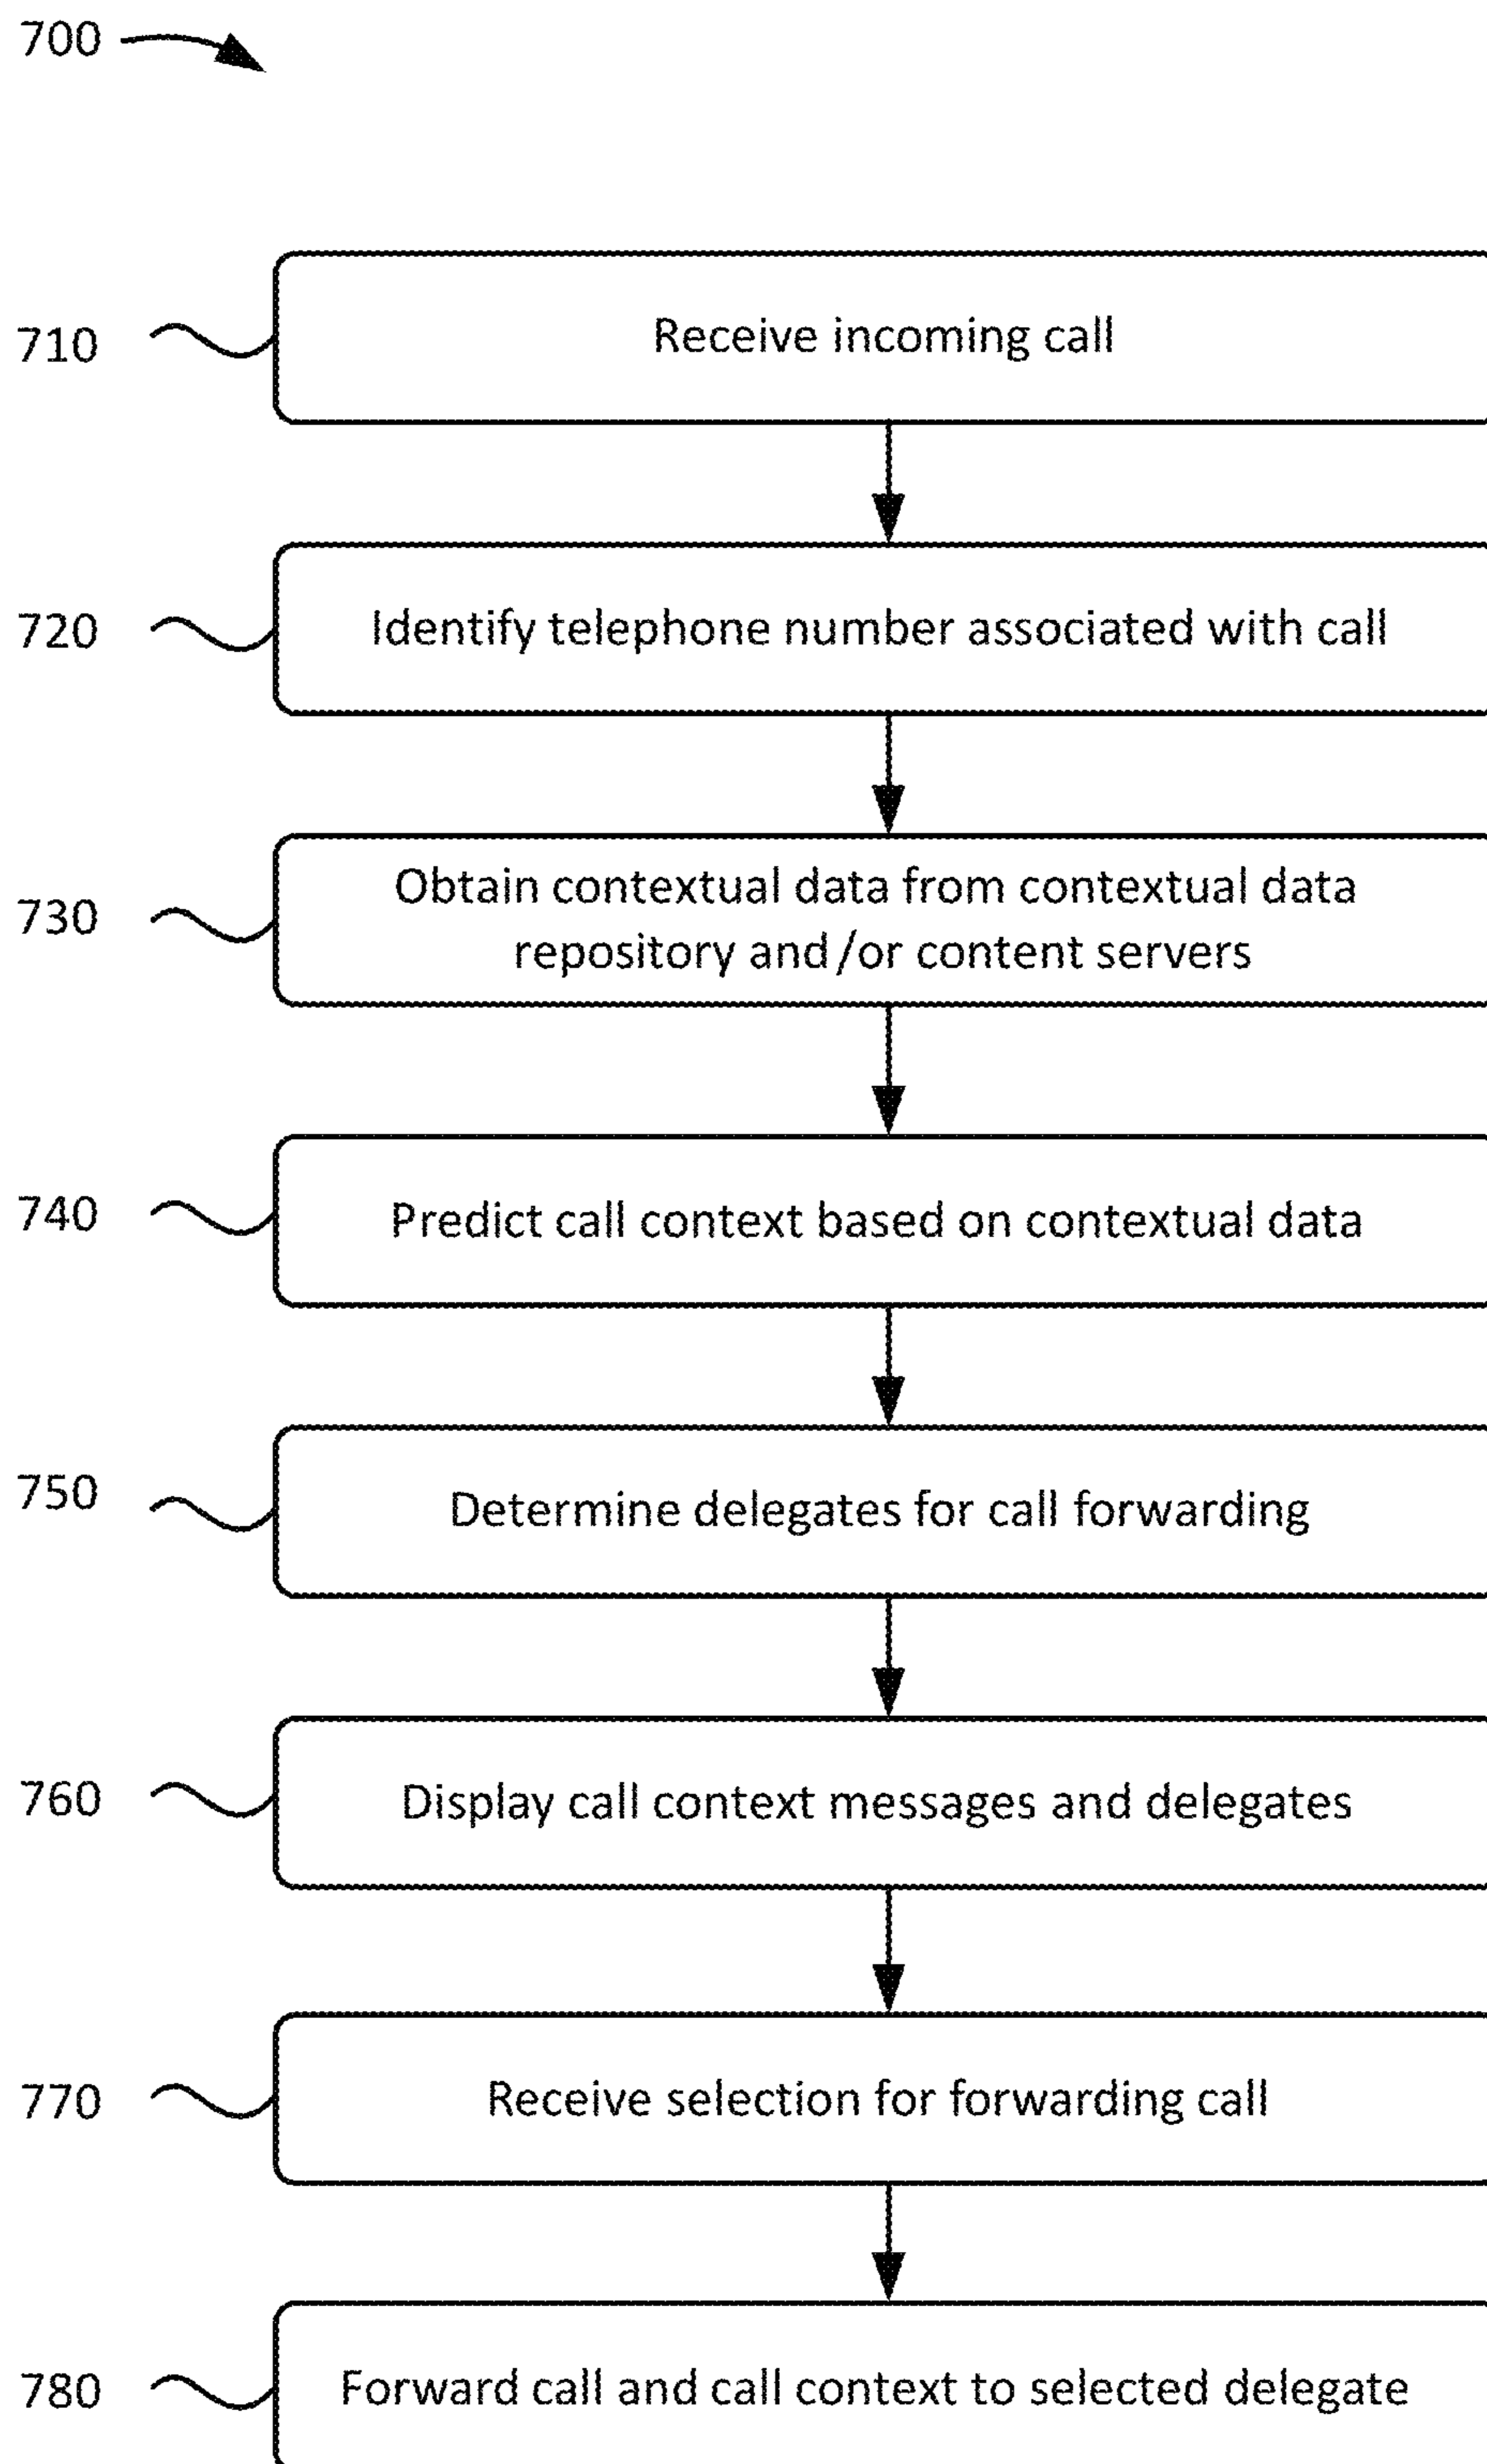 700
710
Receive incoming call
720
Identify telephone number associated with call
730
Obtain contextual data from contextual data
repository and/or content servers
740
Predict call context based on contextual data
750
Determine delegates for call forwarding
760
Display call context messages and delegates
770
Receive selection for forwarding call
780
Forward call and call context to selected delegate